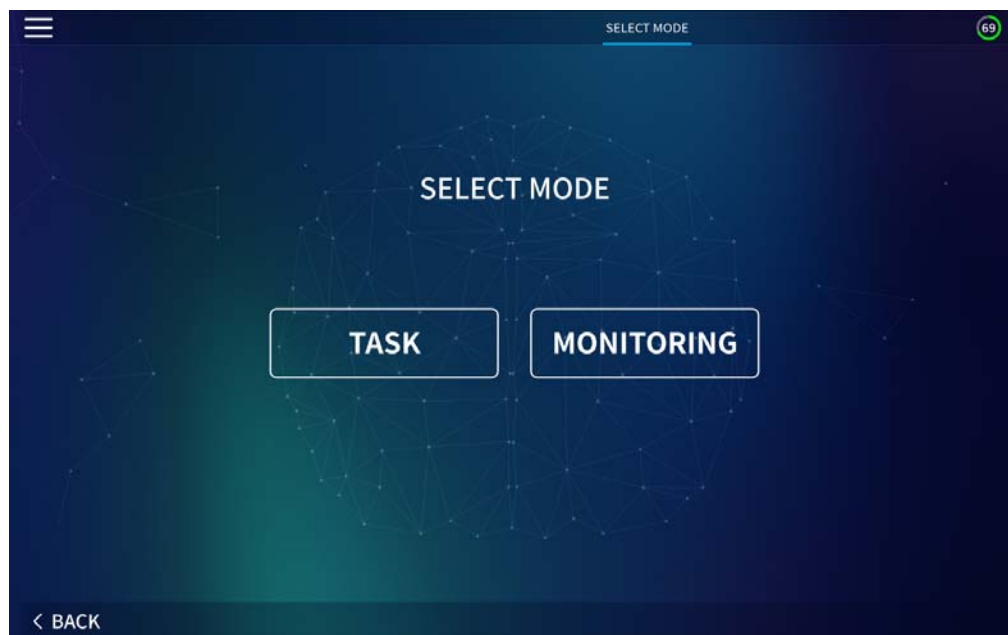 SELECT MODE
69
SELECT MODE
TASK
MONITORING
< BACK